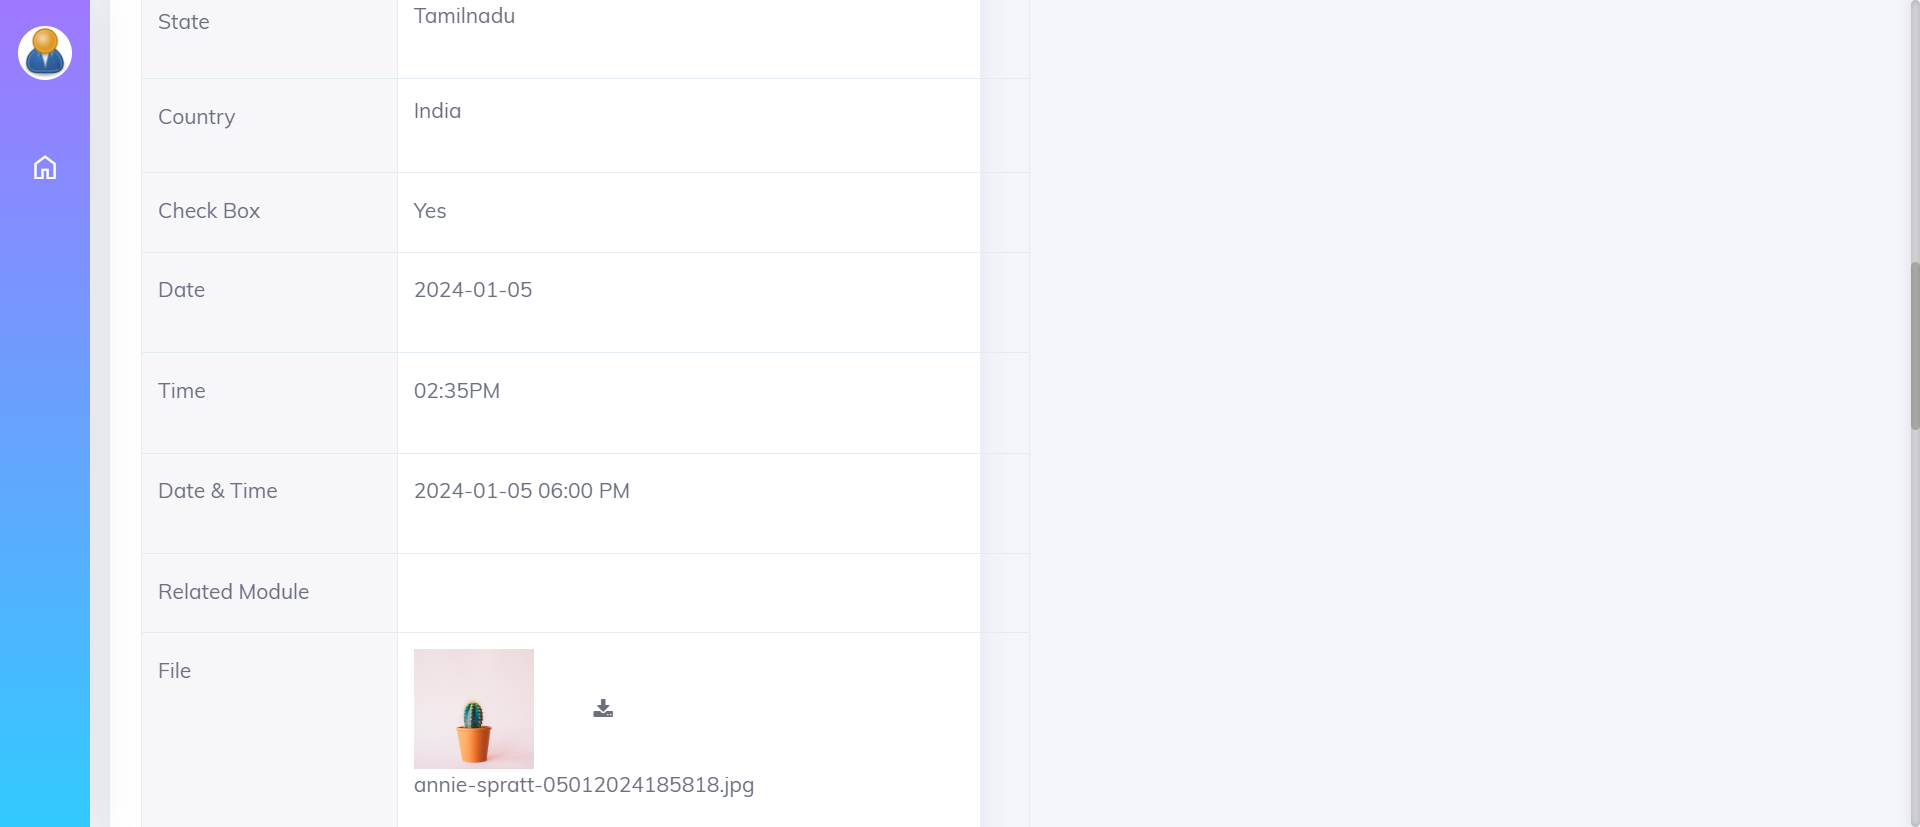 State
Tamilnadu
Country
India
Check Box
Yes
Date
2024-01-05
Time
02:35PM
Date & Time
2024-01-05 06:00 PM
Related Module
File
annie-spratt-05012024185818.jpg